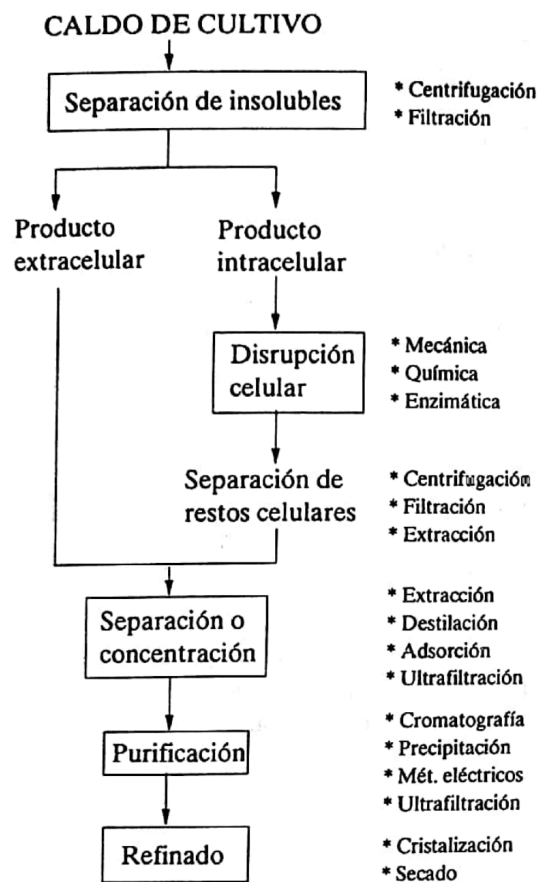 CALDO DE CULTIVO
Separación de insolubles
* Centrifugación
* Filtración
Producto
extracelular
Producto
intracelular
Disrupción
celular
* Mecánica
* Química
* Enzimática
Separación de
restos celulares
* Centrifugación
* Filtración
* Extracción
Separación o
concentración
* Extracción
* Destilación
* Adsorción
* Ultrafiltración
Purificación
* Cromatografía
* Precipitación
* Mét. eléctricos
* Ultrafiltración
Refinado
* Cristalización
* Secado